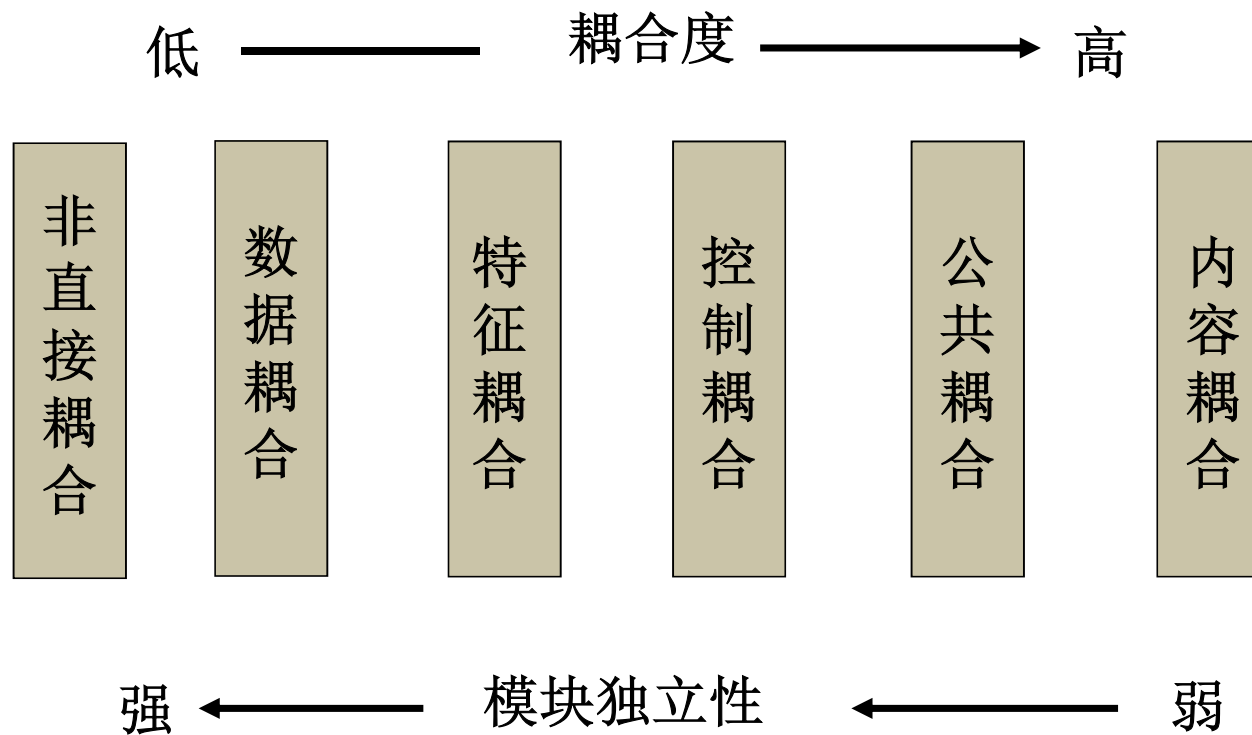 低 耦合度 高
非直接耦合
数据耦合
特征耦合
控制耦合
公共耦合
内容耦合
强 模块独立性 弱